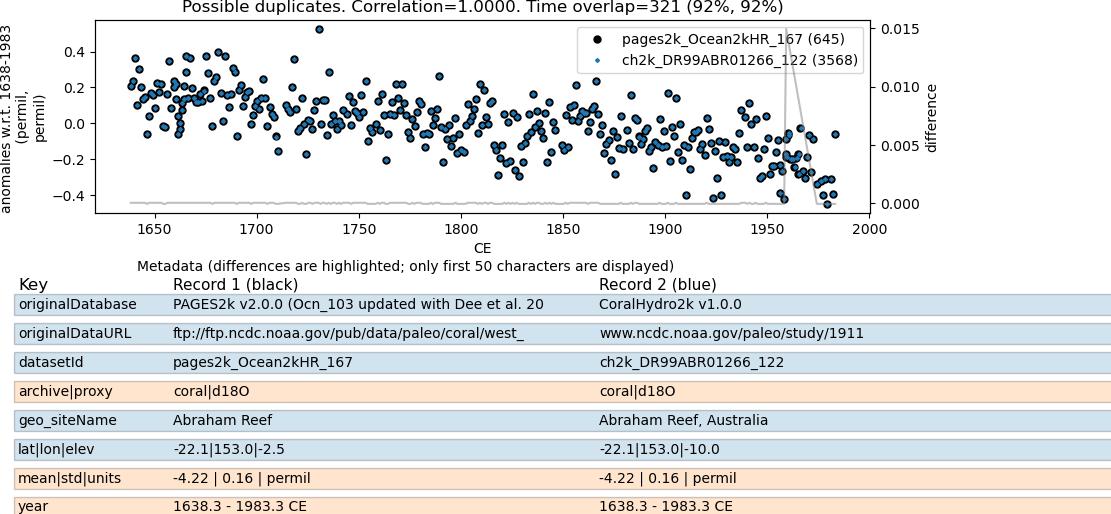 Possible duplicates. Correlation=1.0000. Time overlap=321 (92%, 92%)
anomalies w.r.t. 1638-1983
(permil,
permil)
0.4
0.2
0.0
−0.2
−0.4
pages2k_Ocean2kHR_167 (645)
ch2k_DR99ABR01266_122 (3568)
0.015
0.010
0.005
0.000
difference
1650 1700 1750 1800 1850 1900 1950 2000
CE
Metadata (differences are highlighted; only first 50 characters are displayed)
Key Record 1 (black) Record 2 (blue)
originalDatabase PAGES2k v2.0.0 (Ocn_103 updated with Dee et al. 20 CoralHydro2k v1.0.0
originalDataURL ftp://ftp.ncdc.noaa.gov/pub/data/paleo/coral/west_ www.ncdc.noaa.gov/paleo/study/1911
datasetId pages2k_Ocean2kHR_167 ch2k_DR99ABR01266_122
archive|proxy coral|d18O coral|d18O
geo_siteName Abraham Reef Abraham Reef, Australia
lat|lon|elev -22.1|153.0|-2.5 -22.1|153.0|-10.0
mean|std|units -4.22 | 0.16 | permil -4.22 | 0.16 | permil
year 1638.3 - 1983.3 CE 1638.3 - 1983.3 CE